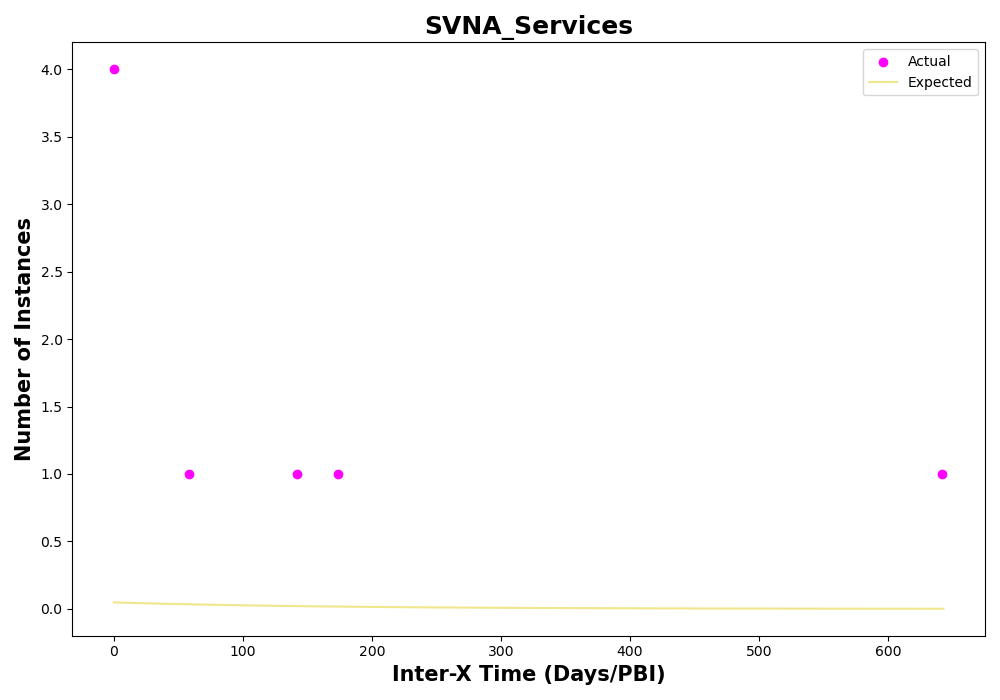 SVNA_Services
Actual
Expected
4.0
3.5
3.0
2.5
2.0
1.5
1.0
0.5
0.0
Number of Instances
0 100 200 300 400 500 600
Inter-X Time (Days/PBI)